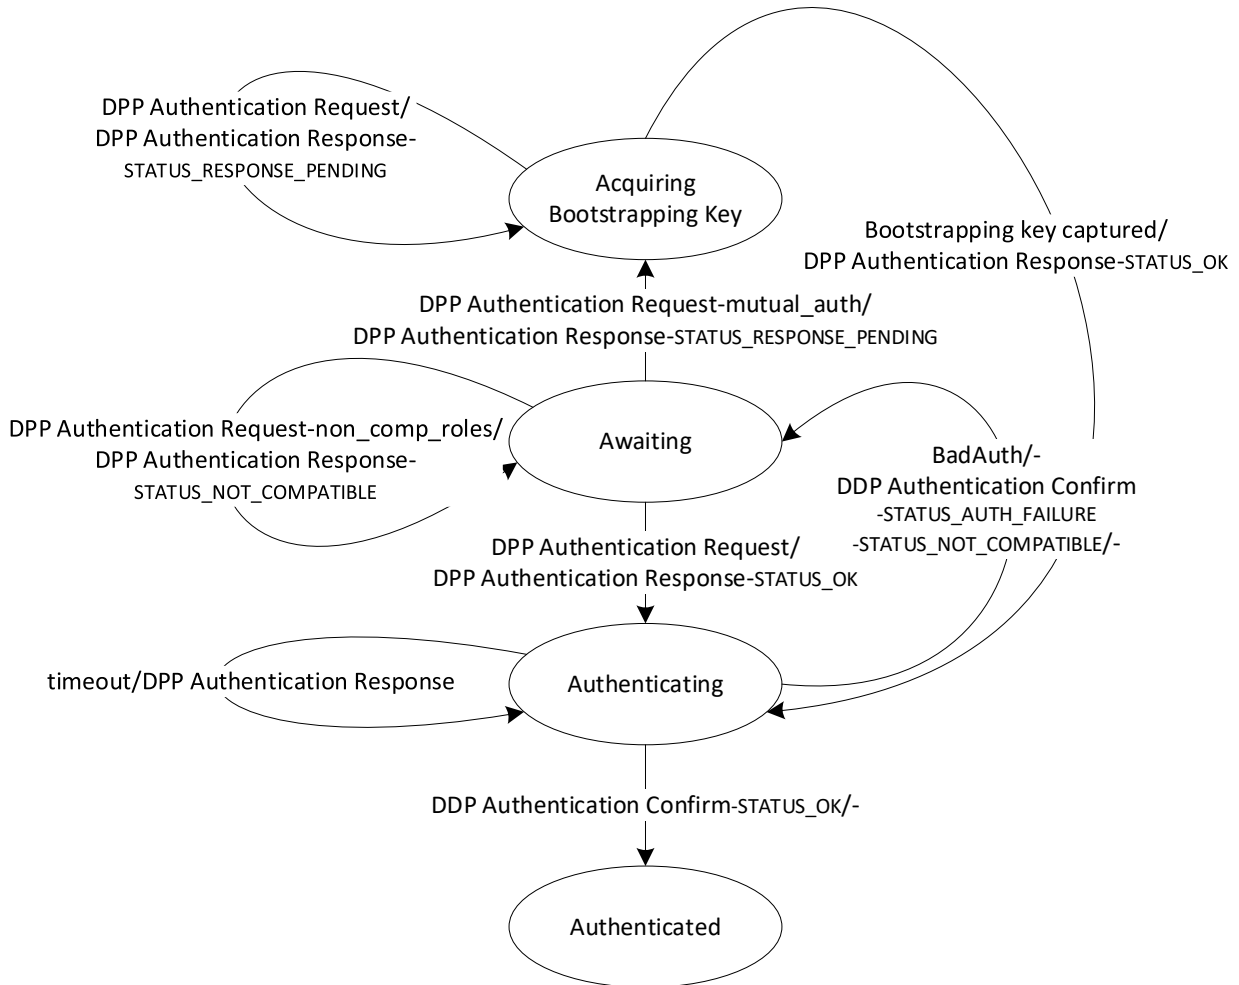 DPP Authentication Request/
DPP Authentication Response-
STATUS_RESPONSE_PENDING
Acquiring
Bootstrapping Key
Bootstrapping key captured/
DPP Authentication Response-STATUS_OK
DPP Authentication Request-mutual_auth/
DPP Authentication Response-STATUS_RESPONSE_PENDING
DPP Authentication Request-non_comp_roles/
DPP Authentication Response-
STATUS_NOT_COMPATIBLE
Awaiting
BadAuth/-
DDP Authentication Confirm
-STATUS_AUTH_FAILURE
-STATUS_NOT_COMPATIBLE/-
DPP Authentication Request/
DPP Authentication Response-STATUS_OK
timeout/DPP Authentication Response
Authenticating
DDP Authentication Confirm-STATUS_OK/-
Authenticated